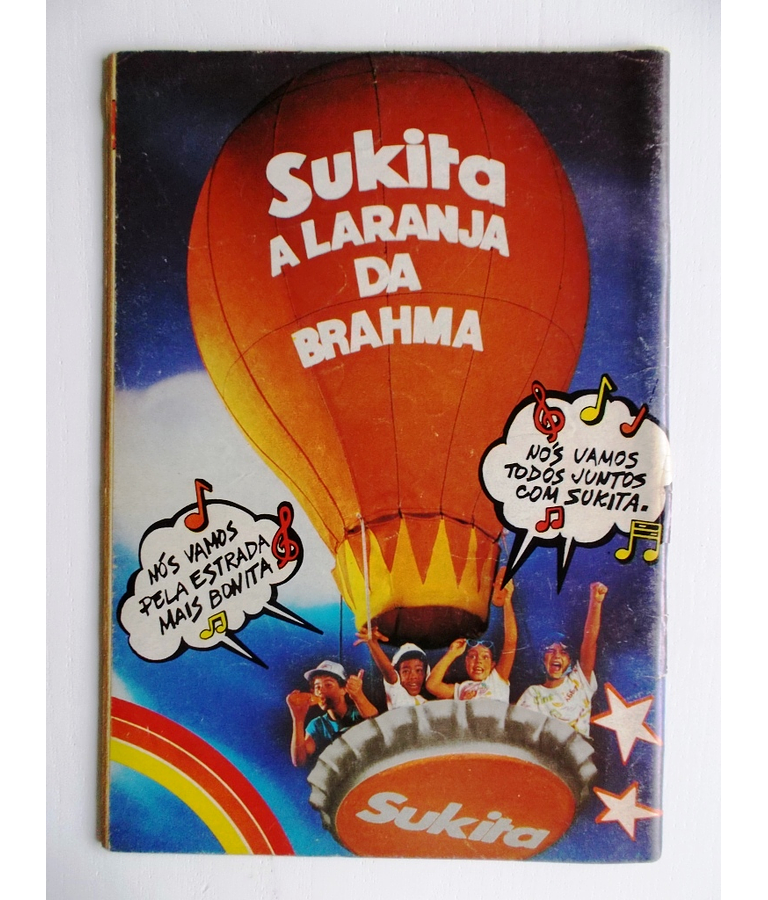 Sukita
A LARANJA
DA
BRAHMA
NÓS VAMOS
TODOS JUNTOS
COM SUKITA.
NÓS VAMOS
PELA ESTRADA
MAIS BONITA
Sukita